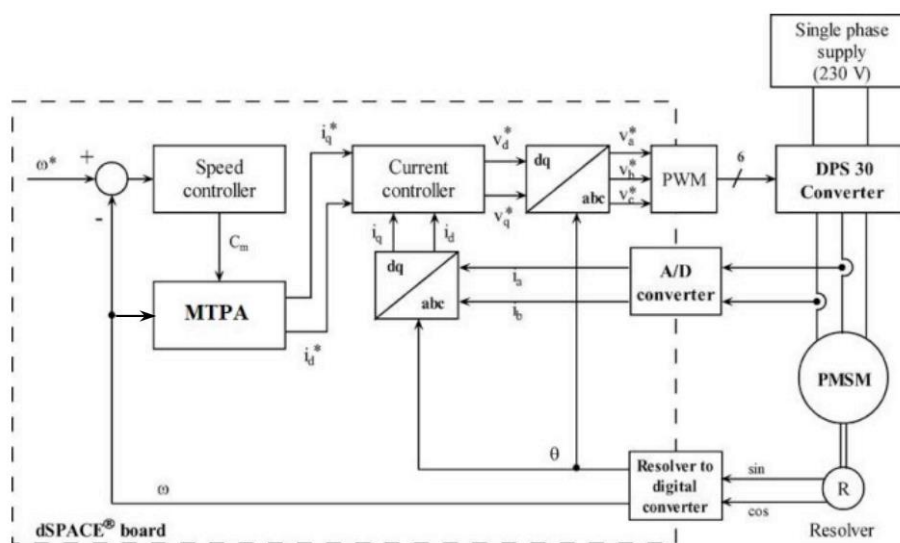 Single phase
supply
(230 V)
ω*
+
-
Speed
controller
i_q*
Current
controller
v_d*
v_q*
dq
abc
v_a*
v_b*
v_c*
PWM
6
DPS 30
Converter
C_m
i_q
i_d
dq
abc
i_a
i_b
A/D
converter
MTPA
i_d*
PMSM
θ
ω
Resolver to
digital
converter
sin
cos
R
Resolver
dSPACE® board